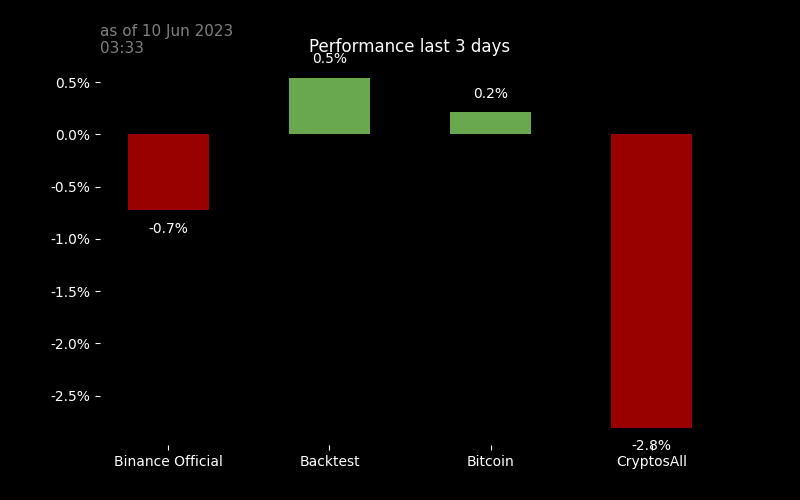 as of 10 Jun 2023
03:33
Performance last 3 days
0.5%
0.5%
0.2%
0.0%
-0.5%
-0.7%
-1.0%
-1.5%
-2.0%
-2.5%
-2.8%
Binance Official
Backtest
Bitcoin
CryptosAll